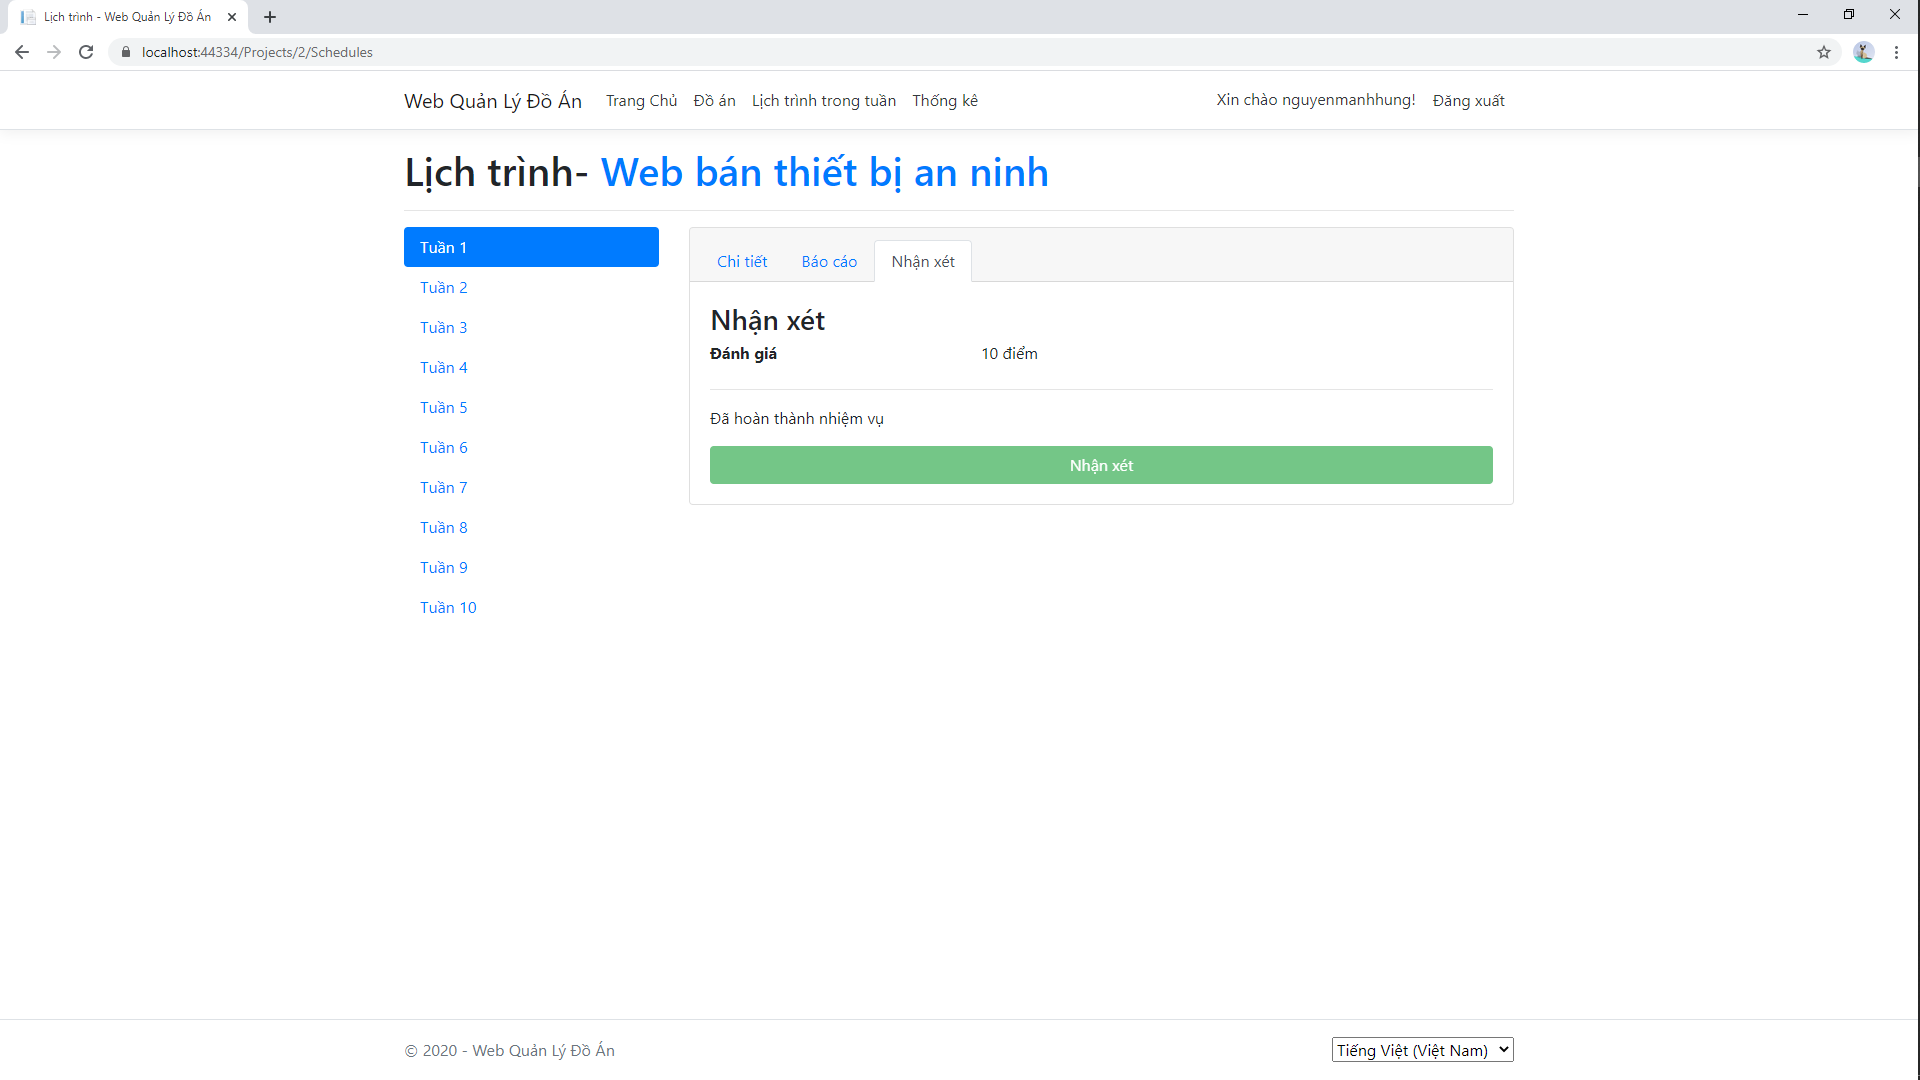 Lịch trình - Web Quản Lý Đồ Án
localhost:44334/Projects/2/Schedules
Web Quản Lý Đồ Án Trang Chủ Đồ án Lịch trình trong tuần Thống kê Xin chào nguyenmanhhung! Đăng xuất
Lịch trình- Web bán thiết bị an ninh
Tuần 1
Tuần 2
Tuần 3
Tuần 4
Tuần 5
Tuần 6
Tuần 7
Tuần 8
Tuần 9
Tuần 10
Chi tiết Báo cáo Nhận xét
Nhận xét
Đánh giá 10 điểm
Đã hoàn thành nhiệm vụ
Nhận xét
© 2020 - Web Quản Lý Đồ Án
Tiếng Việt (Việt Nam)